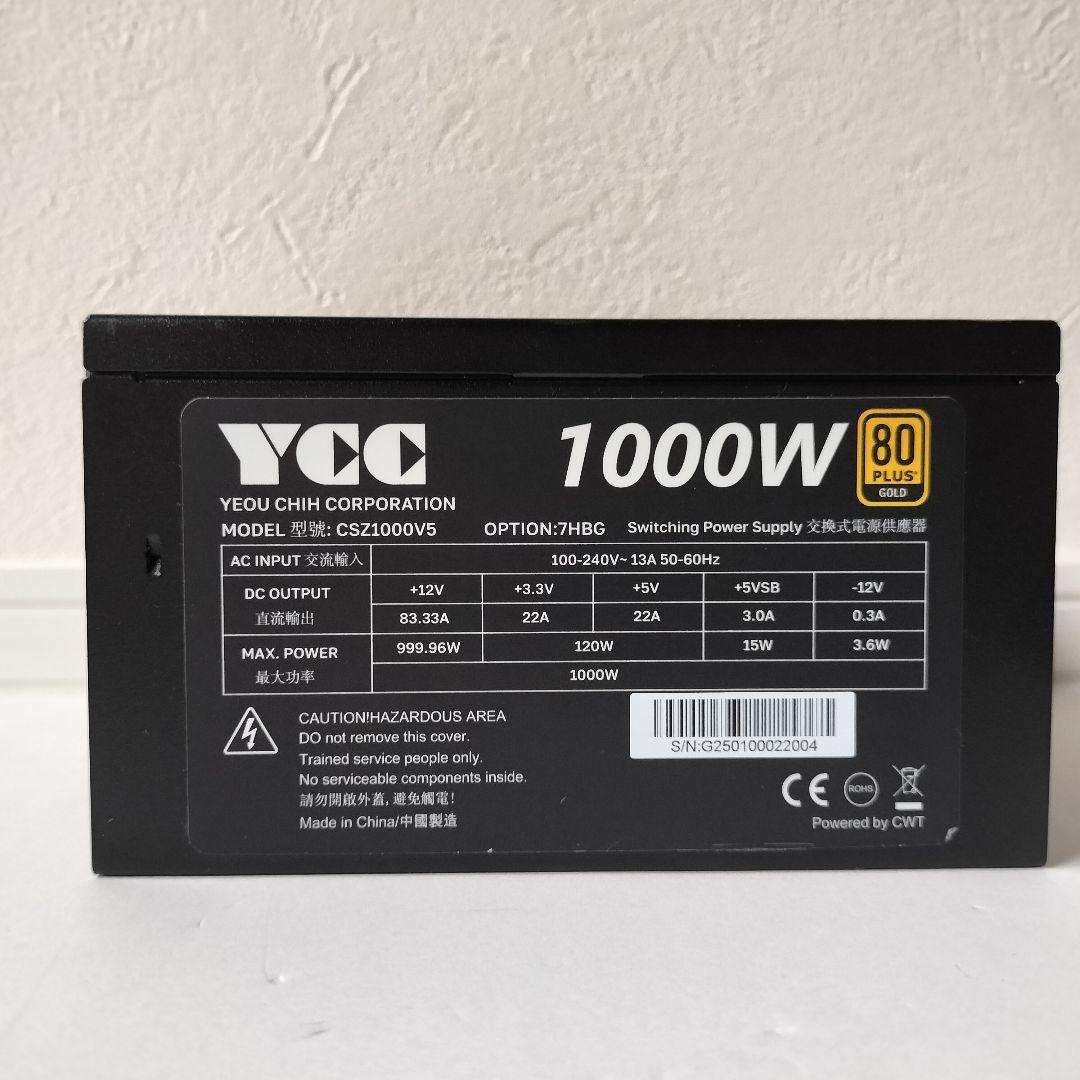 YCC
1000W
80
PLUS
GOLD
YEOU CHIH CORPORATION
MODEL 型號: CSZ1000V5 OPTION:7HBG Switching Power Supply 交換式電源供應器
AC INPUT 交流輸入 100-240V~ 13A 50-60Hz
DC OUTPUT +12V +3.3V +5V +5VSB -12V
直流輸出 83.33A 22A 22A 3.0A 0.3A
MAX. POWER 999.96W 120W 15W 3.6W
最大功率 1000W
CAUTION!HAZARDOUS AREA
DO not remove this cover.
Trained service people only.
No serviceable components inside.
請勿開啟外蓋, 避免觸電!
Made in China/中國製造
S/N:G250100022004
CE ROHS
Powered by CWT